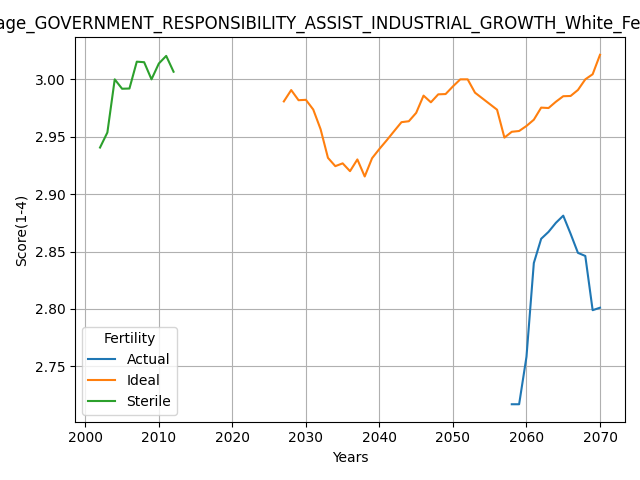 age_GOVERNMENT_RESPONSIBILITY_ASSIST_INDUSTRIAL_GROWTH_White_Fe
3.00
2.95
2.90
2.85
2.80
2.75
Score(1-4)
Fertility
Actual
Ideal
Sterile
2000 2010 2020 2030 2040 2050 2060 2070
Years